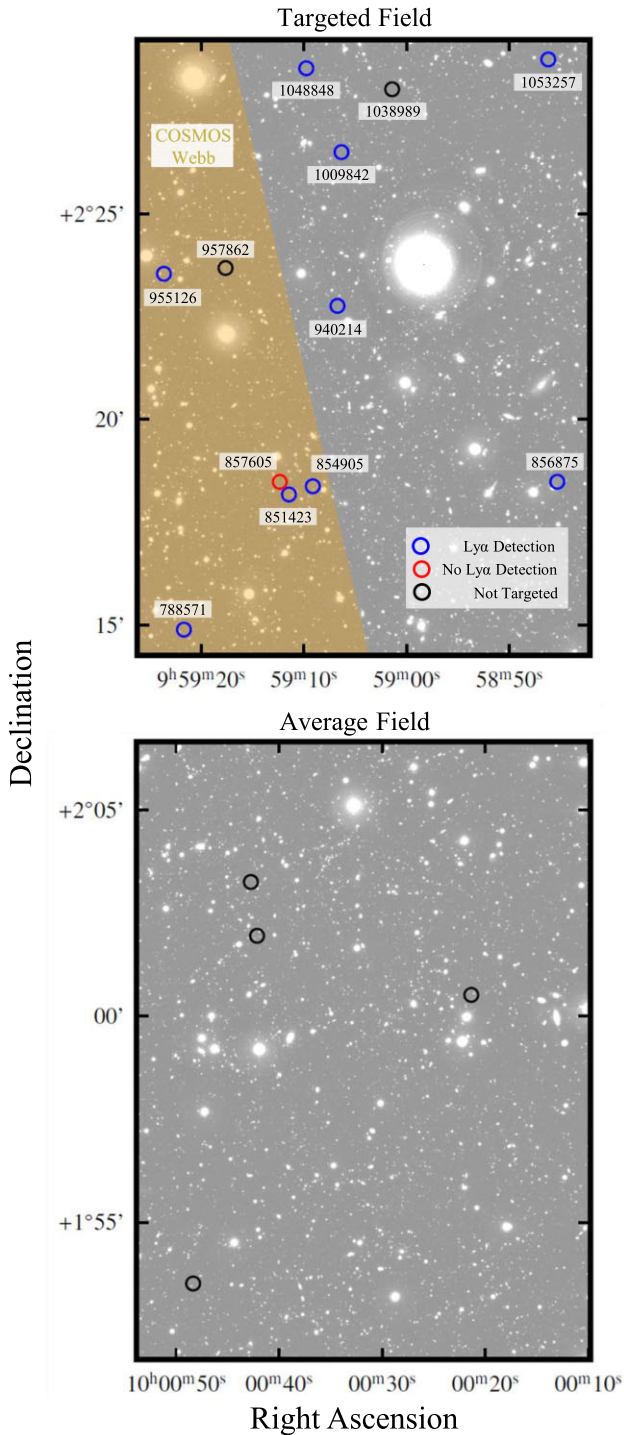 Targeted Field
1048848
1053257
1038989
COSMOS
Webb
1009842
+2°25’
957862
955126
940214
20’
857605
854905
856875
851423
Lyα Detection
No Lyα Detection
Not Targeted
788571
15’
9ʰ59ᵐ20ˢ
59ᵐ10ˢ
59ᵐ00ˢ
58ᵐ50ˢ
Declination
Average Field
+2°05’
00’
+1°55’
10ʰ00ᵐ50ˢ
00ᵐ40ˢ
00ᵐ30ˢ
00ᵐ20ˢ
00ᵐ10ˢ
Right Ascension